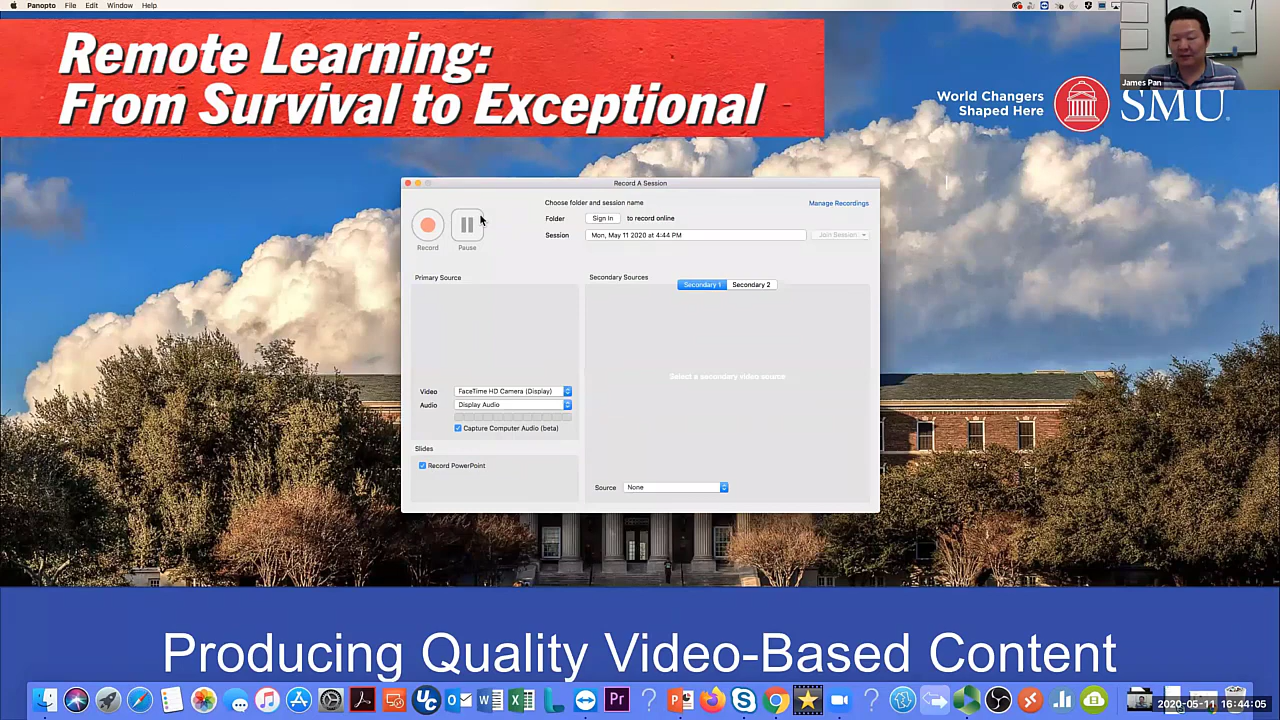 Panopto File Edit Window Help
Remote Learning:
From Survival to Exceptional
James Pan
World Changers
Shaped Here
SMU
Record A Session
Choose folder and session name
Manage Recordings
Folder Sign In to record online
Session Mon, May 11 2020 at 4:44 PM Join Session
Record Pause
Primary Source
Secondary Sources
Secondary 1 Secondary 2
Select a secondary video source
Video FaceTime HD Camera (Display)
Audio Display Audio
Capture Computer Audio (beta)
Slides
Record PowerPoint
Source None
Producing Quality Video-Based Content
Pr
2020-05-11 16:44:05